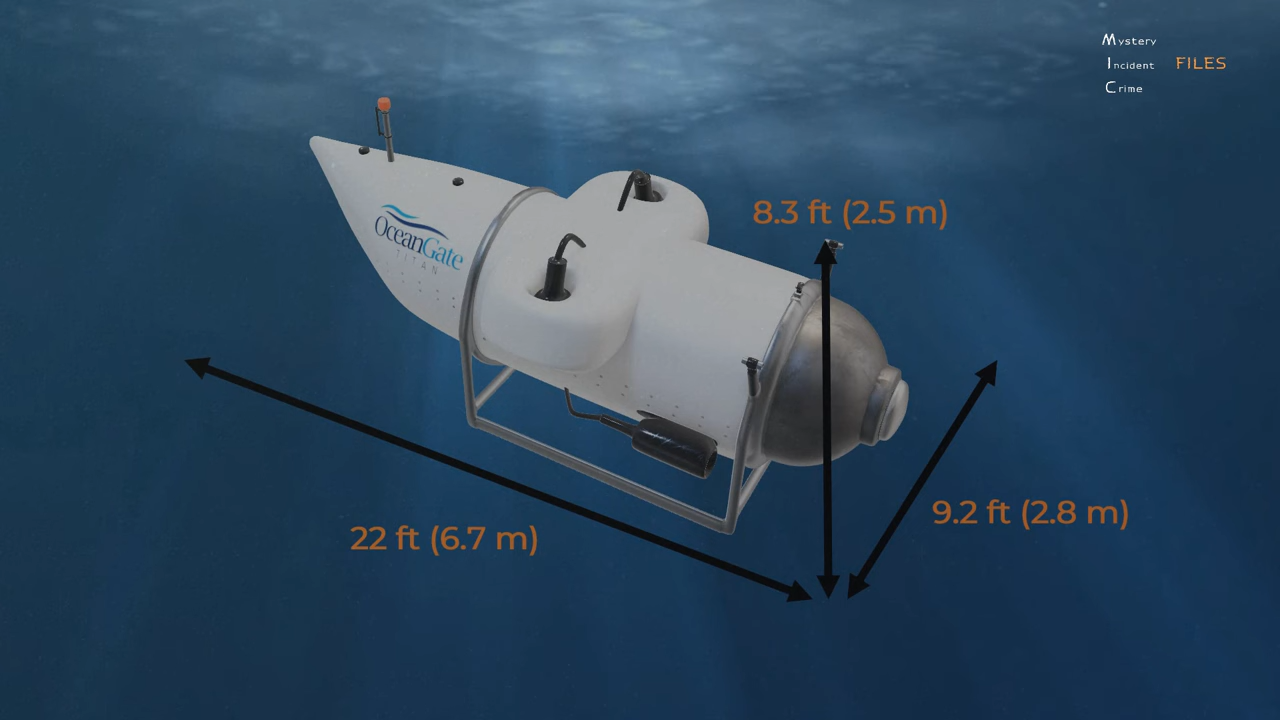 Mystery
Incident FILES
Crime
8.3 ft (2.5 m)
OceanGate
TITAN
9.2 ft (2.8 m)
22 ft (6.7 m)